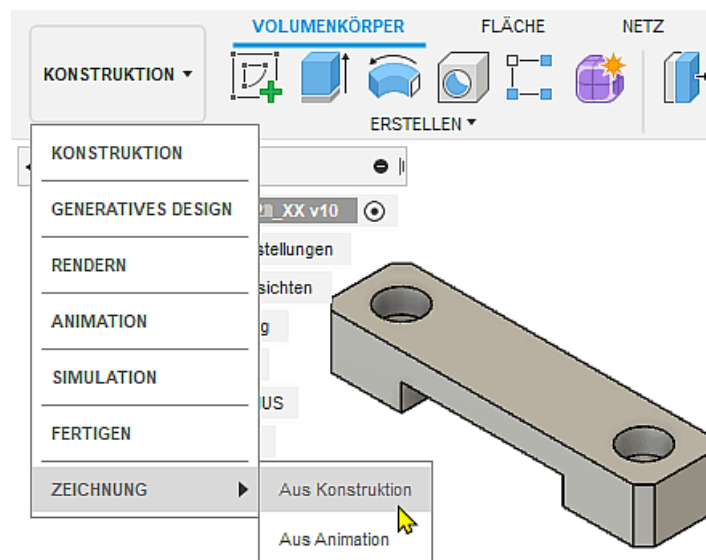 VOLUMENKÖRPER FLÄCHE NETZ
KONSTRUKTION
ERSTELLEN
KONSTRUKTION
GENERATIVES DESIGN
XX v10
stellungen
RENDERN
sichten
ANIMATION
g
SIMULATION
US
FERTIGEN
ZEICHNUNG
Aus Konstruktion
Aus Animation